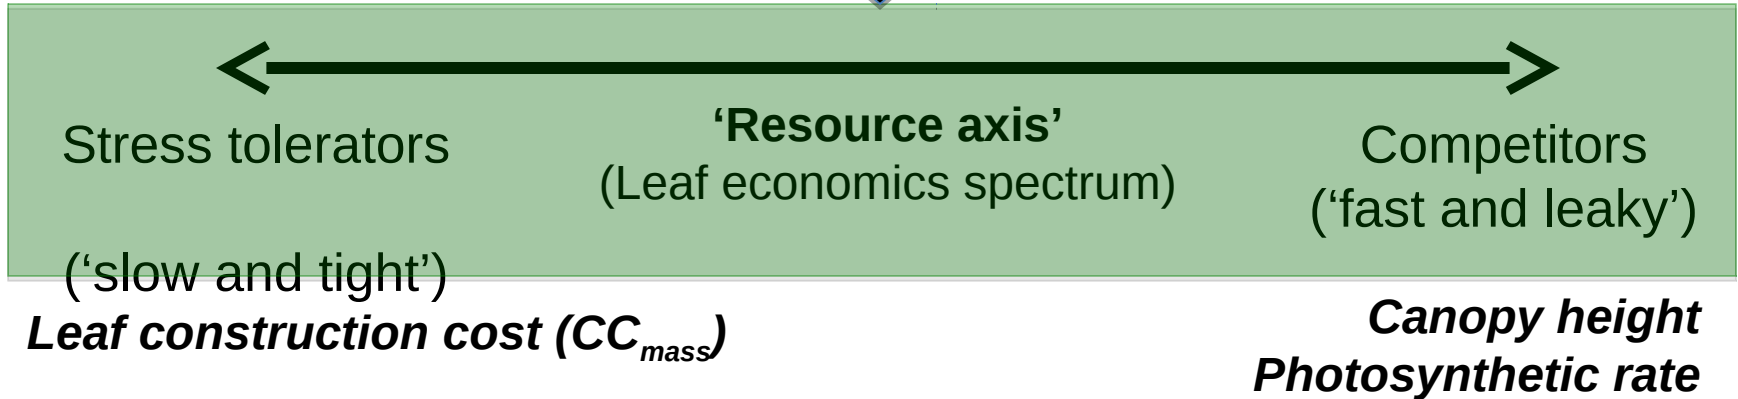 Stress tolerators
('slow and tight')
‘Resource axis’
(Leaf economics spectrum)
Competitors
(‘fast and leaky’)
Leaf construction cost (CCmass)
Canopy height
Photosynthetic rate